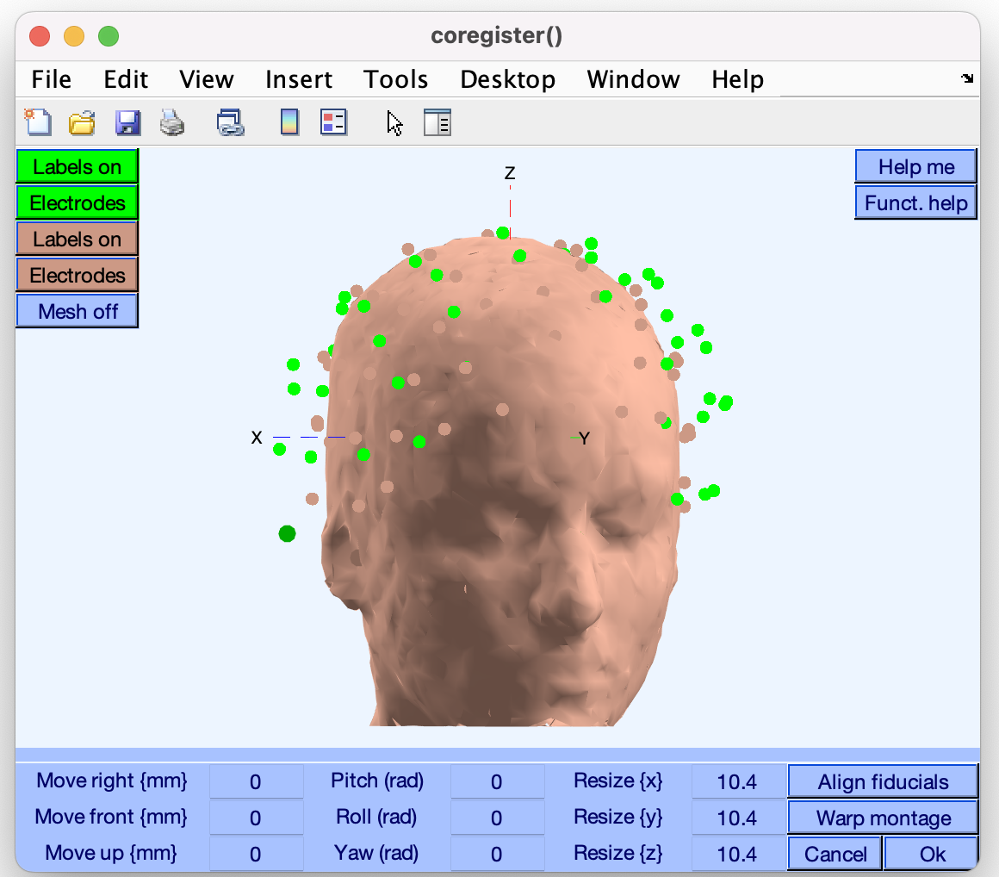 coregister()
File Edit View Insert Tools Desktop Window Help
Labels on
Electrodes
Labels on
Electrodes
Mesh off
Help me
Funct. help
Z
X
Y
Move right {mm} 0 Pitch (rad) 0 Resize {x} 10.4 Align fiducials
Move front {mm} 0 Roll (rad) 0 Resize {y} 10.4 Warp montage
Move up {mm} 0 Yaw (rad) 0 Resize {z} 10.4 Cancel Ok